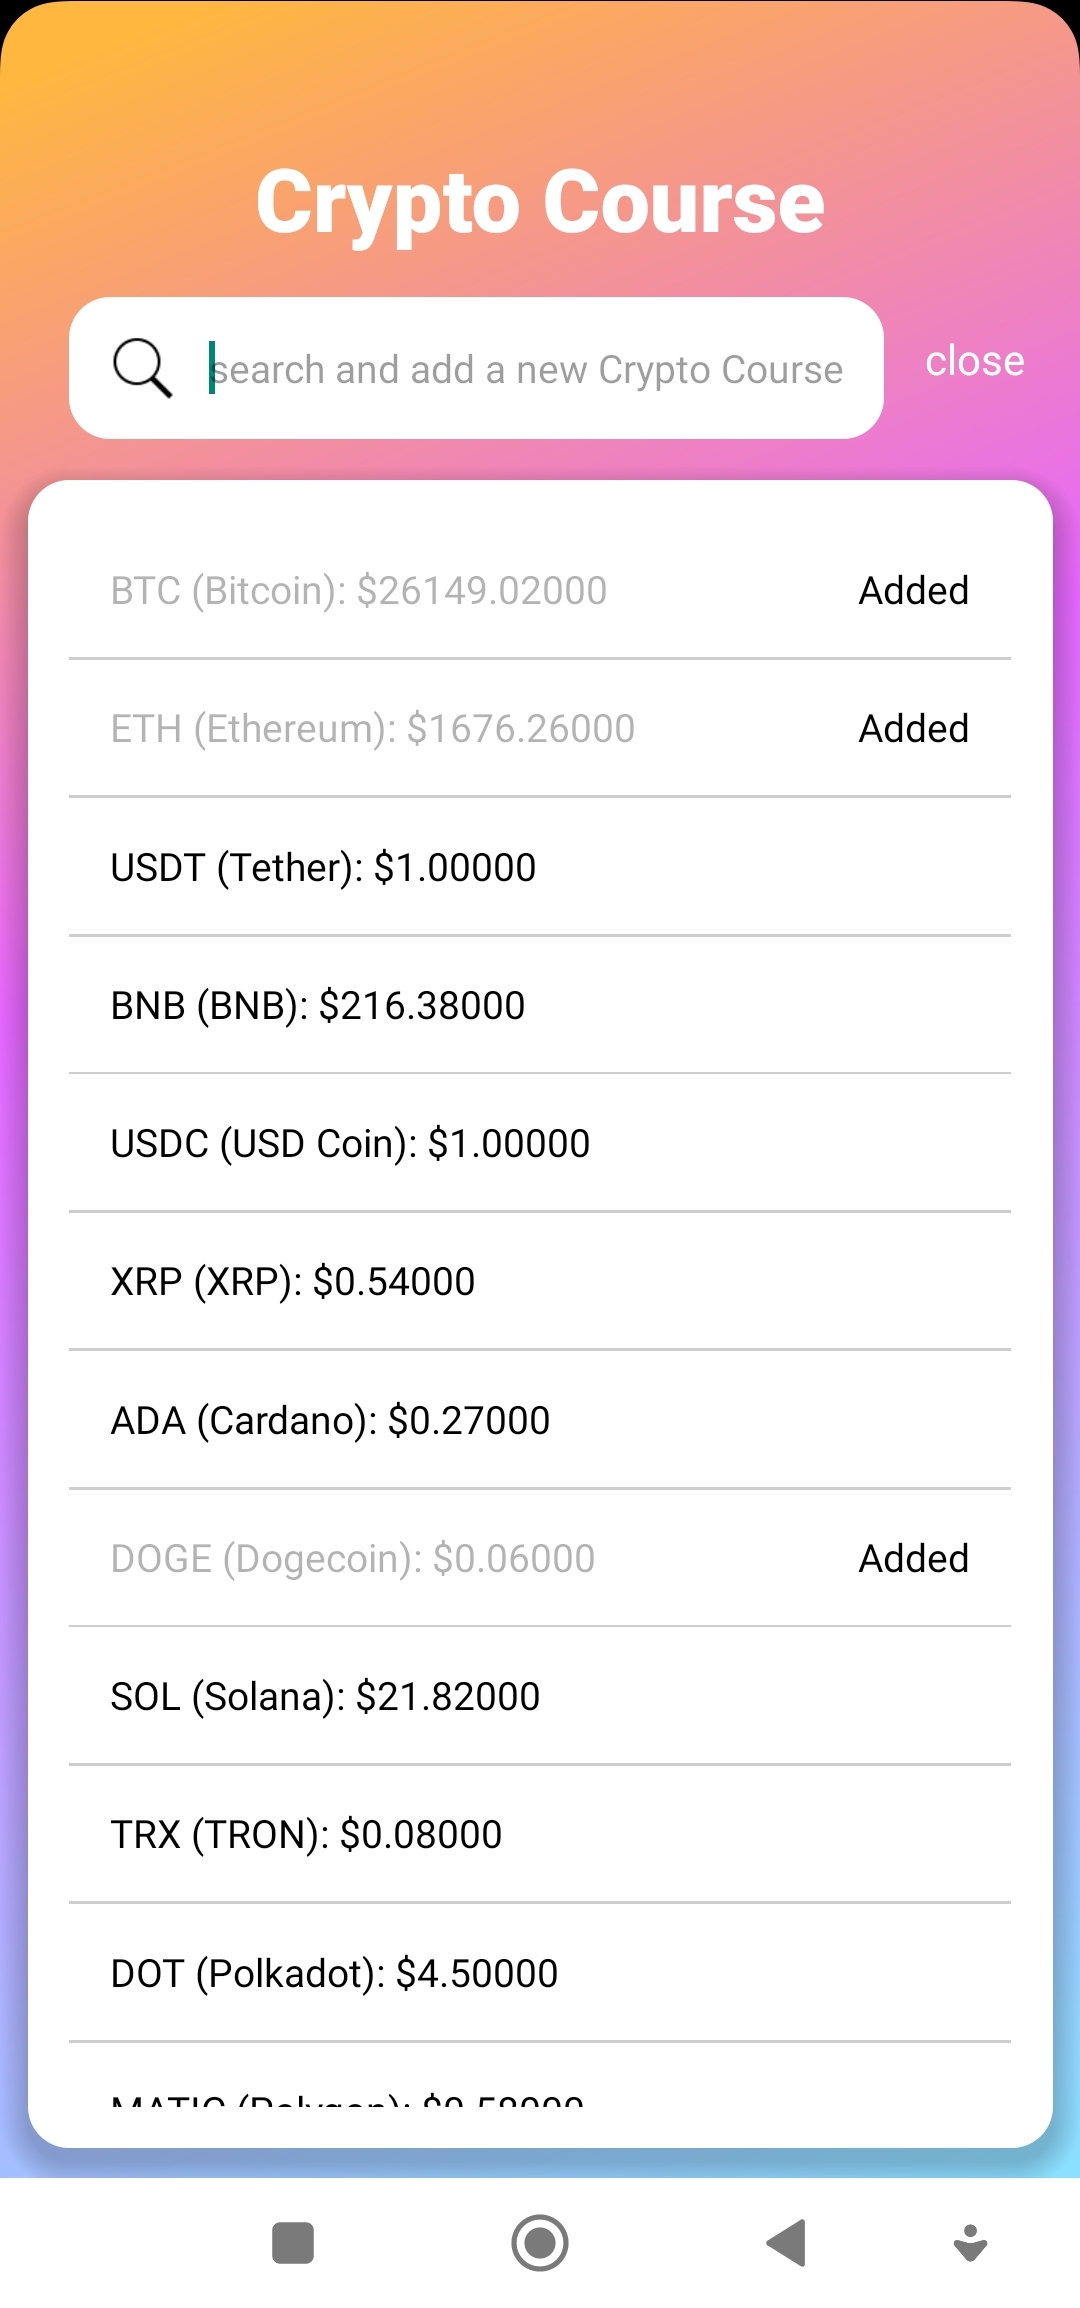 Crypto Course
search and add a new Crypto Course
close
BTC (Bitcoin): $26149.02000 Added
ETH (Ethereum): $1676.26000 Added
USDT (Tether): $1.00000
BNB (BNB): $216.38000
USDC (USD Coin): $1.00000
XRP (XRP): $0.54000
ADA (Cardano): $0.27000
DOGE (Dogecoin): $0.06000 Added
SOL (Solana): $21.82000
TRX (TRON): $0.08000
DOT (Polkadot): $4.50000
MATIC (Polygon):